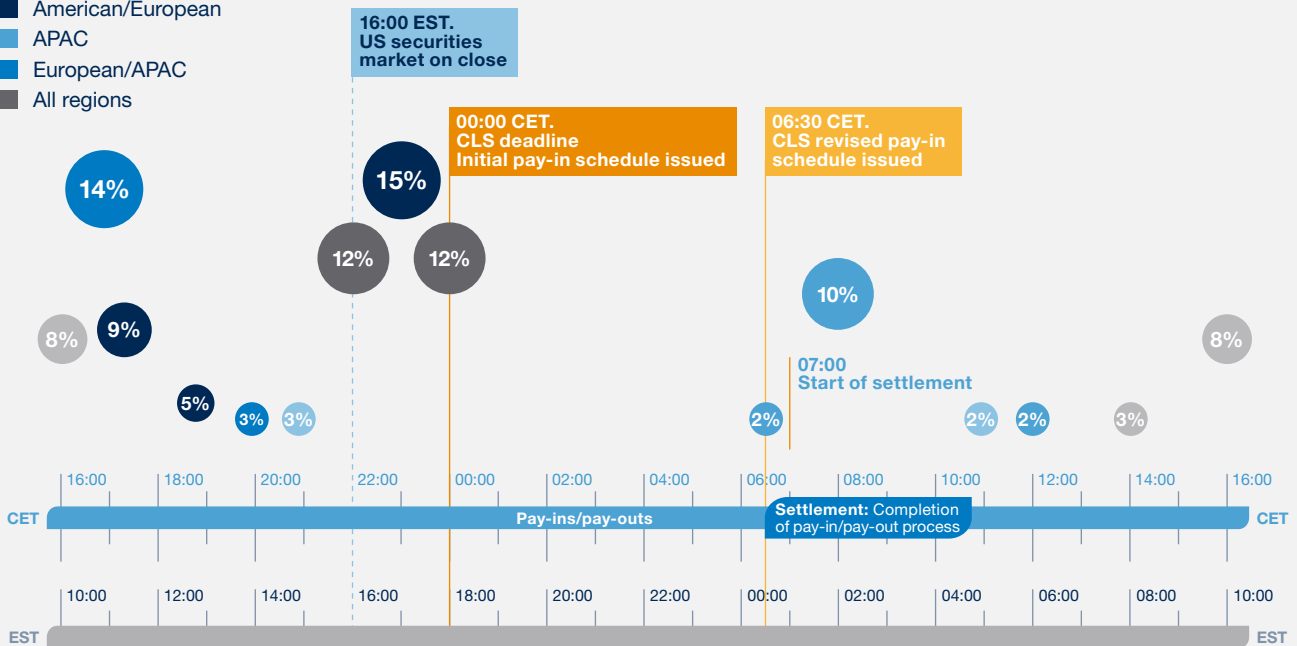 American/European
APAC
European/APAC
All regions
16:00 EST.
US securities
market on close
00:00 CET.
CLS deadline
Initial pay-in schedule issued
06:30 CET.
CLS revised pay-in
schedule issued
14%
15%
12%
12%
10%
8%
9%
8%
07:00
Start of settlement
5%
3%
3%
2%
2%
2%
3%
16:00 18:00 20:00 22:00 00:00 02:00 04:00 06:00 08:00 10:00 12:00 14:00 16:00
CET
Pay-ins/pay-outs
Settlement: Completion
of pay-in/pay-out process
CET
10:00 12:00 14:00 16:00 18:00 20:00 22:00 00:00 02:00 04:00 06:00 08:00 10:00
EST
EST